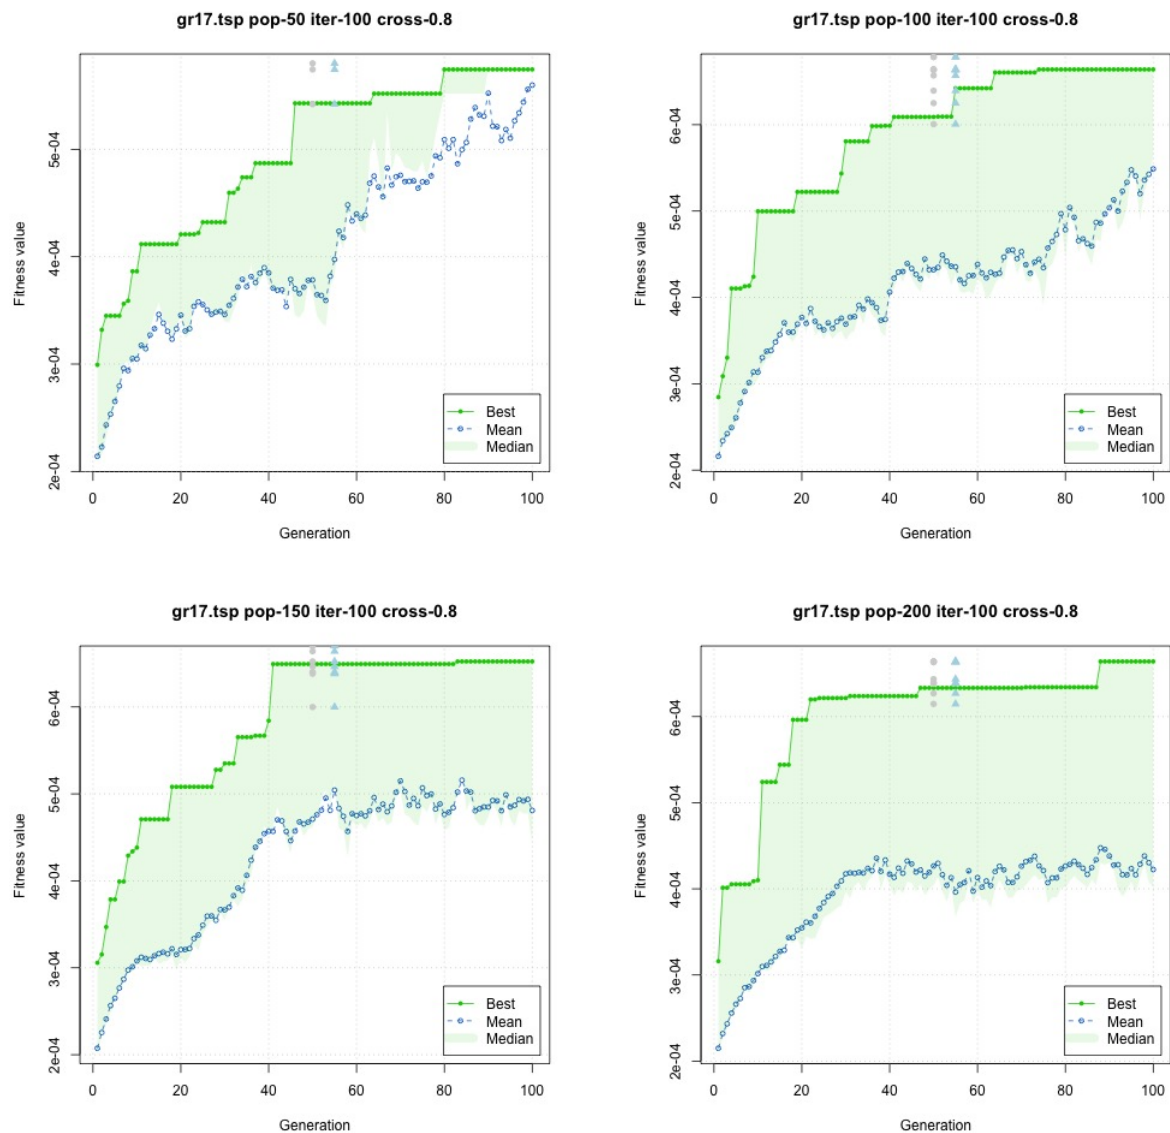 gr17.tsp pop-50 iter-100 cross-0.8
5e-04
4e-04
3e-04
2e-04
Fitness value
Best
Mean
Median
0 20 40 60 80 100
Generation
gr17.tsp pop-100 iter-100 cross-0.8
6e-04
5e-04
4e-04
3e-04
2e-04
Fitness value
Best
Mean
Median
0 20 40 60 80 100
Generation
gr17.tsp pop-150 iter-100 cross-0.8
6e-04
5e-04
4e-04
3e-04
2e-04
Fitness value
Best
Mean
Median
0 20 40 60 80 100
Generation
gr17.tsp pop-200 iter-100 cross-0.8
6e-04
5e-04
4e-04
3e-04
2e-04
Fitness value
Best
Mean
Median
0 20 40 60 80 100
Generation